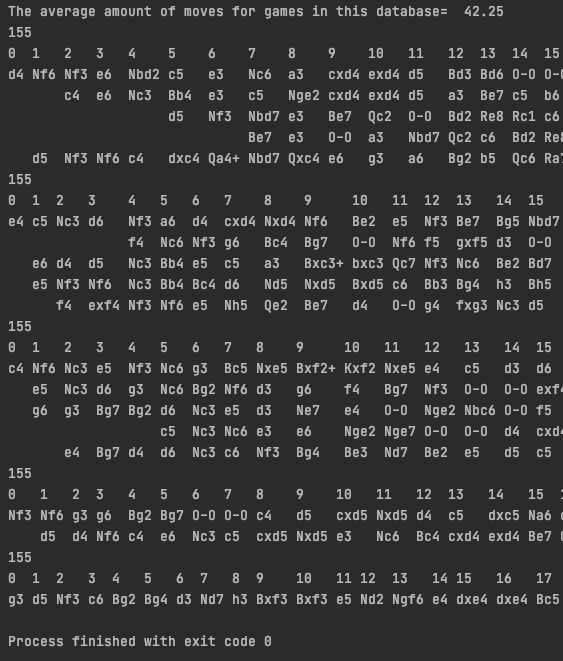 The average amount of moves for games in this database=  42.25
155
0  1   2   3   4    5    6    7    8    9    10   11   12  13  14  15
d4 Nf6 Nf3 e6  Nbd2 c5   e3   Nc6  a3   cxd4 exd4 d5   Bd3 Bd6 O-O O-
       c4  e6  Nc3  Bb4  e3   c5   Nge2 cxd4 exd4 d5   a3  Be7 c5  b6
                    d5   Nf3  Nbd7 e3   Be7  Qc2  O-O  Bd2 Re8 Rc1 c6
                              Be7  e3   O-O  a3   Nbd7 Qc2 c6  Bd2 Re
   d5  Nf3 Nf6 c4   dxc4 Qa4+ Nbd7 Qxc4 e6   g3   a6   Bg2 b5  Qc6 Ra
155
0  1  2   3    4   5   6   7    8    9     10   11  12  13   14  15
e4 c5 Nc3 d6   Nf3 a6  d4  cxd4 Nxd4 Nf6   Be2  e5  Nf3 Be7  Bg5 Nbd7
               f4  Nc6 Nf3 g6   Bc4  Bg7   O-O  Nf6 f5  gxf5 d3  O-O
   e6 d4  d5   Nc3 Bb4 e5  c5   a3   Bxc3+ bxc3 Qc7 Nf3 Nc6  Be2 Bd7
   e5 Nf3 Nf6  Nc3 Bb4 Bc4 d6   Nd5  Nxd5  Bxd5 c6  Bb3 Bg4  h3  Bh5
      f4  exf4 Nf3 Nf6 e5  Nh5  Qe2  Be7   d4   O-O g4  fxg3 Nc3 d5
155
0  1   2   3   4   5   6   7   8    9     10   11   12   13   14  15
c4 Nf6 Nc3 e5  Nf3 Nc6 g3  Bc5 Nxe5 Bxf2+ Kxf2 Nxe5 e4   c5   d3  d6
   e5  Nc3 d6  g3  Nc6 Bg2 Nf6 d3   g6    f4   Bg7  Nf3  O-O  O-O exf
   g6  g3  Bg7 Bg2 d6  Nc3 e5  d3   Ne7   e4   O-O  Nge2 Nbc6 O-O f5
                   c5  Nc3 Nc6 e3   e6    Nge2 Nge7 O-O  O-O  d4  cxd
       e4  Bg7 d4  d6  Nc3 c6  Nf3  Bg4   Be3  Nd7  Be2  e5   d5  c5
155
0   1   2  3   4   5   6   7   8    9    10   11   12  13   14   15
Nf3 Nf6 g3 g6  Bg2 Bg7 O-O O-O c4   d5   cxd5 Nxd5 d4  c5   dxc5 Na6
    d5  d4 Nf6 c4  e6  Nc3 c5  cxd5 Nxd5 e3   Nc6  Bc4 cxd4 exd4 Be7
155
0  1  2   3  4   5   6  7   8  9    10   11 12  13   14 15   16   17
g3 d5 Nf3 c6 Bg2 Bg4 d3 Nd7 h3 Bxf3 Bxf3 e5 Nd2 Ngf6 e4 dxe4 dxe4 Bc5
Process finished with exit code 0